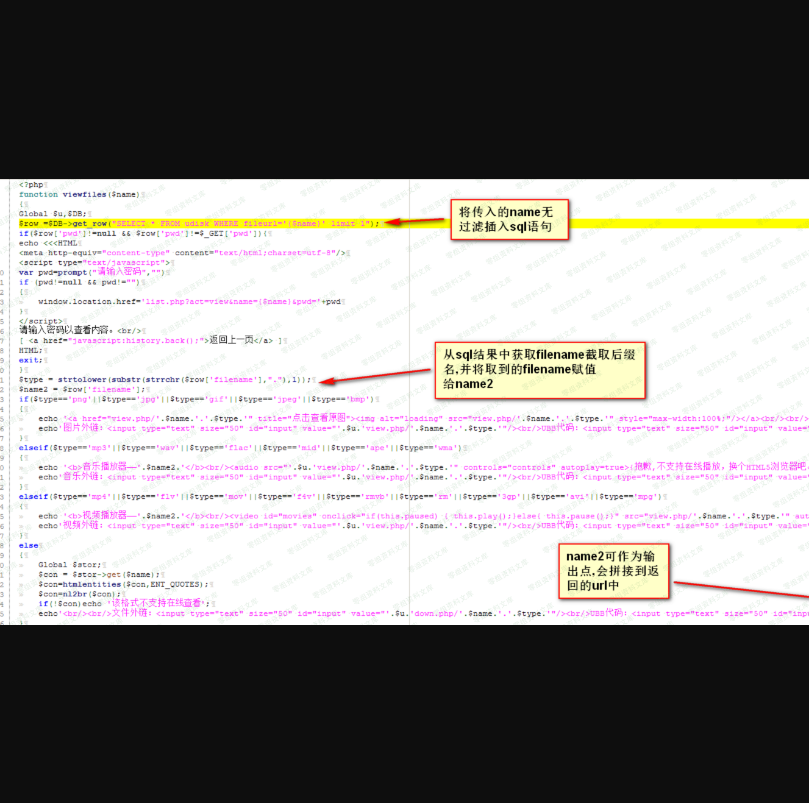 <?php
function viewfiles($name)
{
Global $u,$DB;
$row =$DB->get_row("SELECT * FROM udisk WHERE fileurl='{$name}' limit 1");
将传入的name无
过滤插入sql语句
if($row['pwd']!=null && $row['pwd']!=$_GET['pwd']){
echo <<<HTML
<meta http-equiv="content-type" content="text/html;charset=utf-8"/>
<script type="text/javascript">
var pwd=prompt("请输入密码","")
if (pwd!=null && pwd!="")
{
window.location.href='list.php?act=view&name={$name}&pwd='+pwd
}
</script>
请输入密码以查看内容。<br/>
[ <a href="javascript:history.back();">返回上一页</a> ]
HTML;
exit;
}
从sql结果中获取filename截取后缀
名,并将取到的filename赋值
给name2
$type = strtolower(substr(strrchr($row['filename'],"."),1));
$name2 = $row['filename'];
if($type=='png'||$type=='jpg'||$type=='gif'||$type=='jpeg'||$type=='bmp')
{
echo '<a href="view.php/'.$name.'.'.$type.'" title="点击查看原图"><img alt="loading" src="view.php/'.$name.'.'.$type.'" style="max-width:100%;"/></a><br/><br/>
echo'图片外链：<input type="text" size="50" id="input" value="'.$u.'view.php/'.$name.'.'.$type.'"/><br/>UBB代码：<input type="text" size="50" id="input"
}
elseif($type=='mp3'||$type=='wav'||$type=='flac'||$type=='mid'||$type=='ape'||$type=='wma')
{
echo '<b>音乐播放器——'.$name2.'</b><br/><audio src="'.$u.'view.php/'.$name.'.'.$type.'" controls="controls" autoplay=true>(抱歉,不支持在线播放。换个HTML5浏览器吧
echo'音乐外链：<input type="text" size="50" id="input" value="'.$u.'view.php/'.$name.'.'.$type.'"/><br/>UBB代码：<input type="text" size="50" id="input"
}
elseif($type=='mp4'||$type=='flv'||$type=='mov'||$type=='f4v'||$type=='rmvb'||$type=='rm'||$type=='3gp'||$type=='avi'||$type=='mpg')
{
echo '<b>视频播放器——'.$name2.'</b><br/><video id="movies" onclick="if(this.paused) { this.play();}else{ this.pause();}" src="view.php/'.$name.'.'.$type.'" aut
echo'视频外链：<input type="text" size="50" id="input" value="'.$u.'view.php/'.$name.'.'.$type.'"/><br/>UBB代码：<input type="text" size="50" id="input"
}
else
{
name2可作为输
出点,会拼接到返
回的url中
Global $stor;
$con = $stor->get($name);
$con=htmlentities($con,ENT_QUOTES);
$con=nl2br($con);
if(!$con)echo '该格式不支持在线查看';
echo'<br/><br/>文件外链：<input type="text" size="50" id="input" value="'.$u.'down.php/'.$name.'.'.$type.'"/><br/>UBB代码：<input type="text" size="50" id="inpu
}